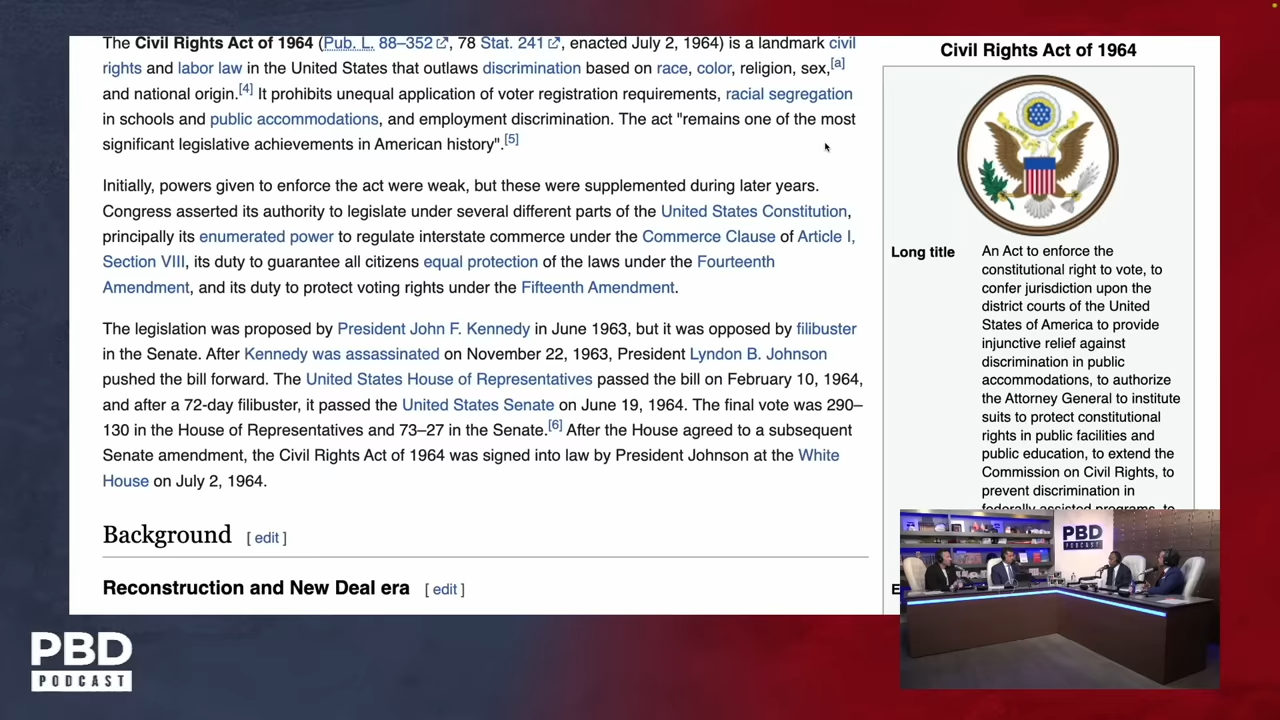 The Civil Rights Act of 1964 (Pub. L. 88–352, 78 Stat. 241, enacted July 2, 1964) is a landmark civil
rights and labor law in the United States that outlaws discrimination based on race, color, religion, sex,[a]
and national origin.[4] It prohibits unequal application of voter registration requirements, racial segregation
in schools and public accommodations, and employment discrimination. The act "remains one of the most
significant legislative achievements in American history".[5]
Initially, powers given to enforce the act were weak, but these were supplemented during later years.
Congress asserted its authority to legislate under several different parts of the United States Constitution,
principally its enumerated power to regulate interstate commerce under the Commerce Clause of Article I,
Section VIII, its duty to guarantee all citizens equal protection of the laws under the Fourteenth
Amendment, and its duty to protect voting rights under the Fifteenth Amendment.
The legislation was proposed by President John F. Kennedy in June 1963, but it was opposed by filibuster
in the Senate. After Kennedy was assassinated on November 22, 1963, President Lyndon B. Johnson
pushed the bill forward. The United States House of Representatives passed the bill on February 10, 1964,
and after a 72-day filibuster, it passed the United States Senate on June 19, 1964. The final vote was 290–
130 in the House of Representatives and 73–27 in the Senate.[6] After the House agreed to a subsequent
Senate amendment, the Civil Rights Act of 1964 was signed into law by President Johnson at the White
House on July 2, 1964.
Background [ edit ]
Reconstruction and New Deal era [ edit ]
Civil Rights Act of 1964
Long title An Act to enforce the
constitutional right to vote, to
confer jurisdiction upon the
district courts of the United
States of America to provide
injunctive relief against
discrimination in public
accommodations, to authorize
the Attorney General to institute
suits to protect constitutional
rights in public facilities and
public education, to extend the
Commission on Civil Rights, to
prevent discrimination in
federally assisted programs, to
E
PBD
PODCAST
PBD
PODCAST